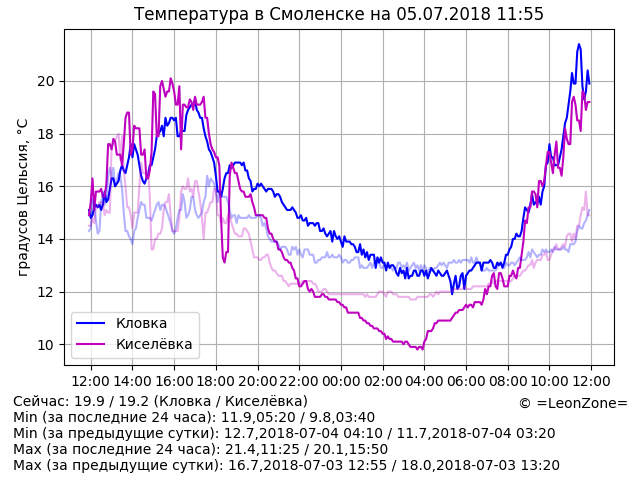 Температура в Смоленске на 05.07.2018 11:55
градусов Цельсия, °C
20
18
16
14
12
10
Кловка
Киселёвка
12:00 14:00 16:00 18:00 20:00 22:00 00:00 02:00 04:00 06:00 08:00 10:00 12:00
Сейчас: 19.9 / 19.2 (Кловка / Киселёвка)
© =LeonZone=
Min (за последние 24 часа): 11.9,05:20 / 9.8,03:40
Min (за предыдущие сутки): 12.7,2018-07-04 04:10 / 11.7,2018-07-04 03:20
Max (за последние 24 часа): 21.4,11:25 / 20.1,15:50
Max (за предыдущие сутки): 16.7,2018-07-03 12:55 / 18.0,2018-07-03 13:20